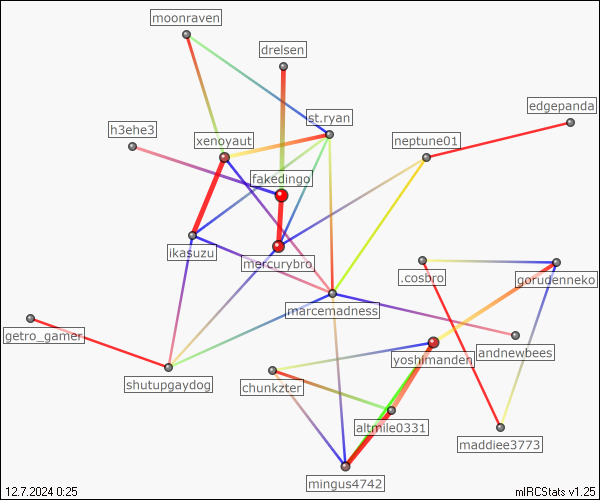 moonraven
drelsen
edgepanda
st.ryan
h3ehe3
xenoyaut
neptune01
fakedingo
ikasuzu
mercurybro
.cosbro
gorudenneko
marcemadness
getro_gamer
andnewbees
yoshimanden
shutupgaydog
chunkzter
altmile0331
maddiee3773
mingus4742
12.7.2024 0:25
mIRCStats v1.25